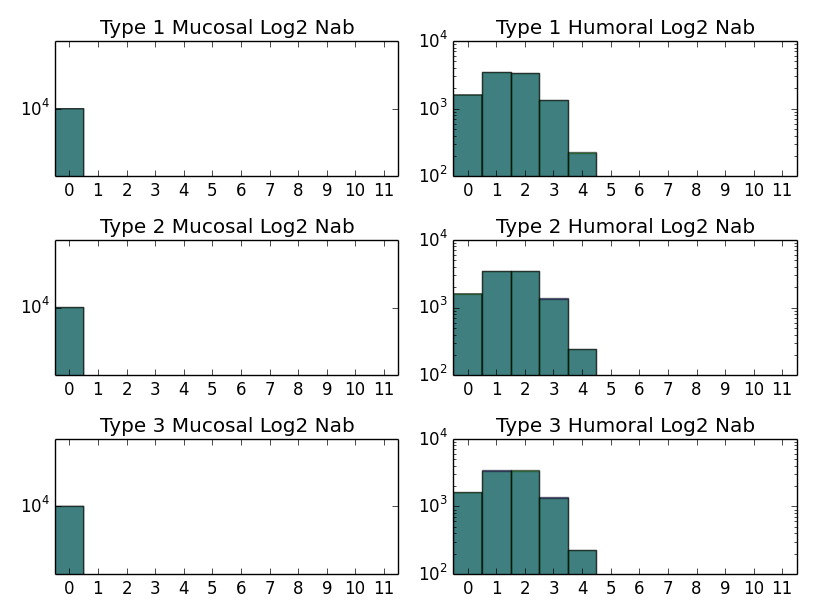 Type 1 Mucosal Log2 Nab
10^4
0 1 2 3 4 5 6 7 8 9 10 11
Type 1 Humoral Log2 Nab
10^4
10^3
10^2
0 1 2 3 4 5 6 7 8 9 10 11
Type 2 Mucosal Log2 Nab
10^4
0 1 2 3 4 5 6 7 8 9 10 11
Type 2 Humoral Log2 Nab
10^4
10^3
10^2
0 1 2 3 4 5 6 7 8 9 10 11
Type 3 Mucosal Log2 Nab
10^4
0 1 2 3 4 5 6 7 8 9 10 11
Type 3 Humoral Log2 Nab
10^4
10^3
10^2
0 1 2 3 4 5 6 7 8 9 10 11